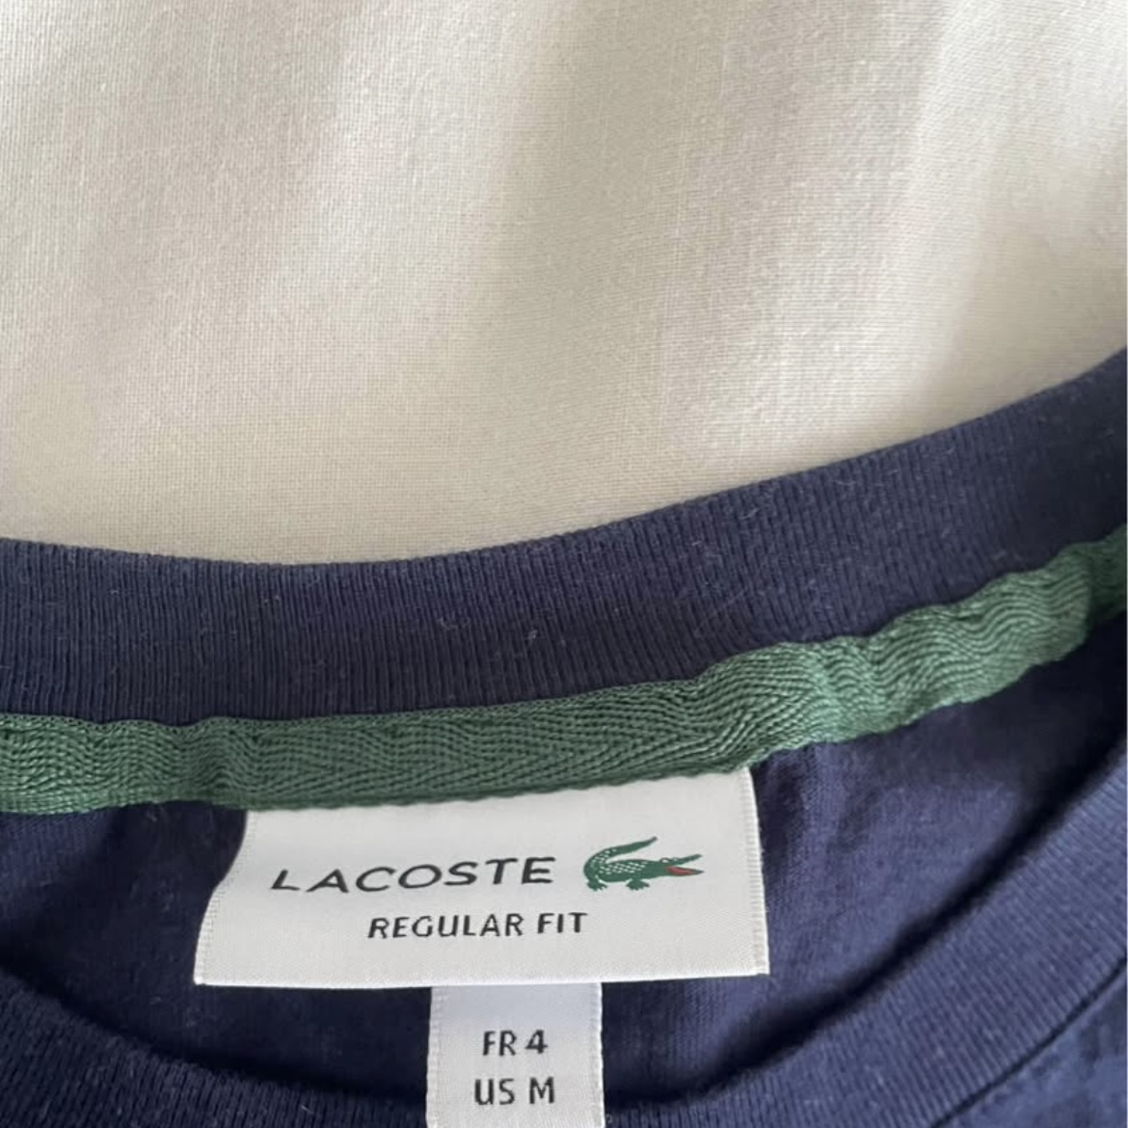 LACOSTE
REGULAR FIT
FR 4
US M